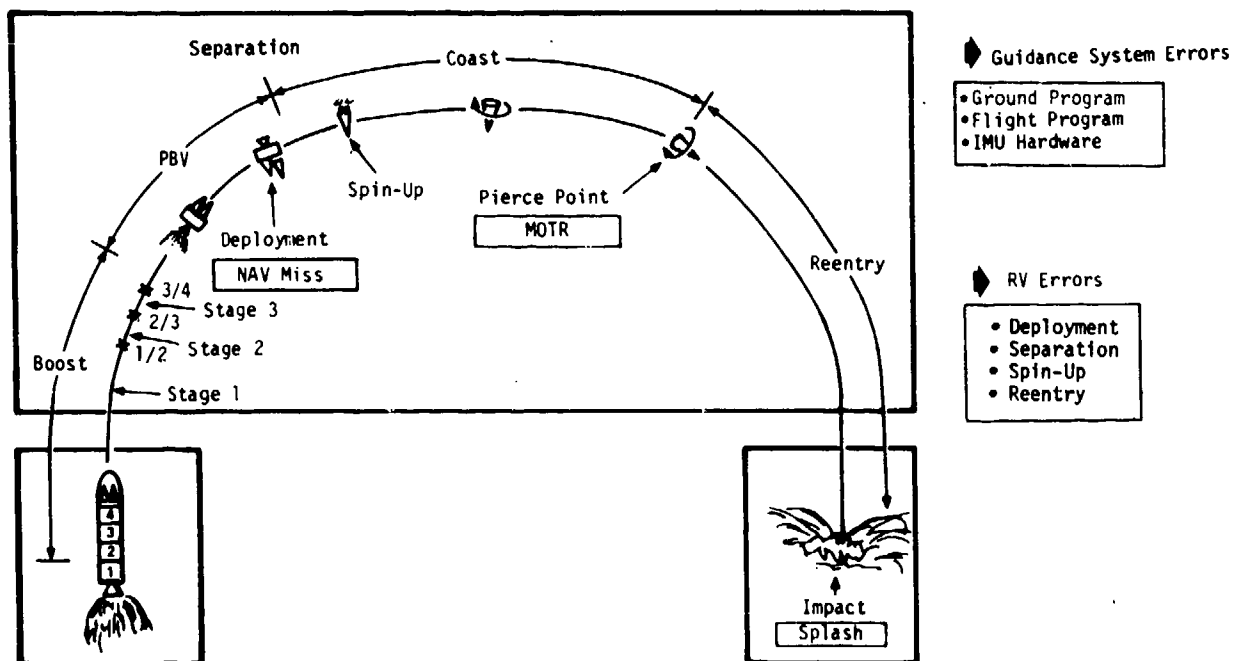 Separation
Coast
PBV
Spin-Up
Deployment
NAV Miss
Pierce Point
MOTR
Reentry
3/4
Stage 3
2/3
Stage 2
1/2
Boost
Stage 1
4
3
2
1
Impact
Splash
Guidance System Errors
• Ground Program
• Flight Program
• IMU Hardware
RV Errors
• Deployment
• Separation
• Spin-Up
• Reentry